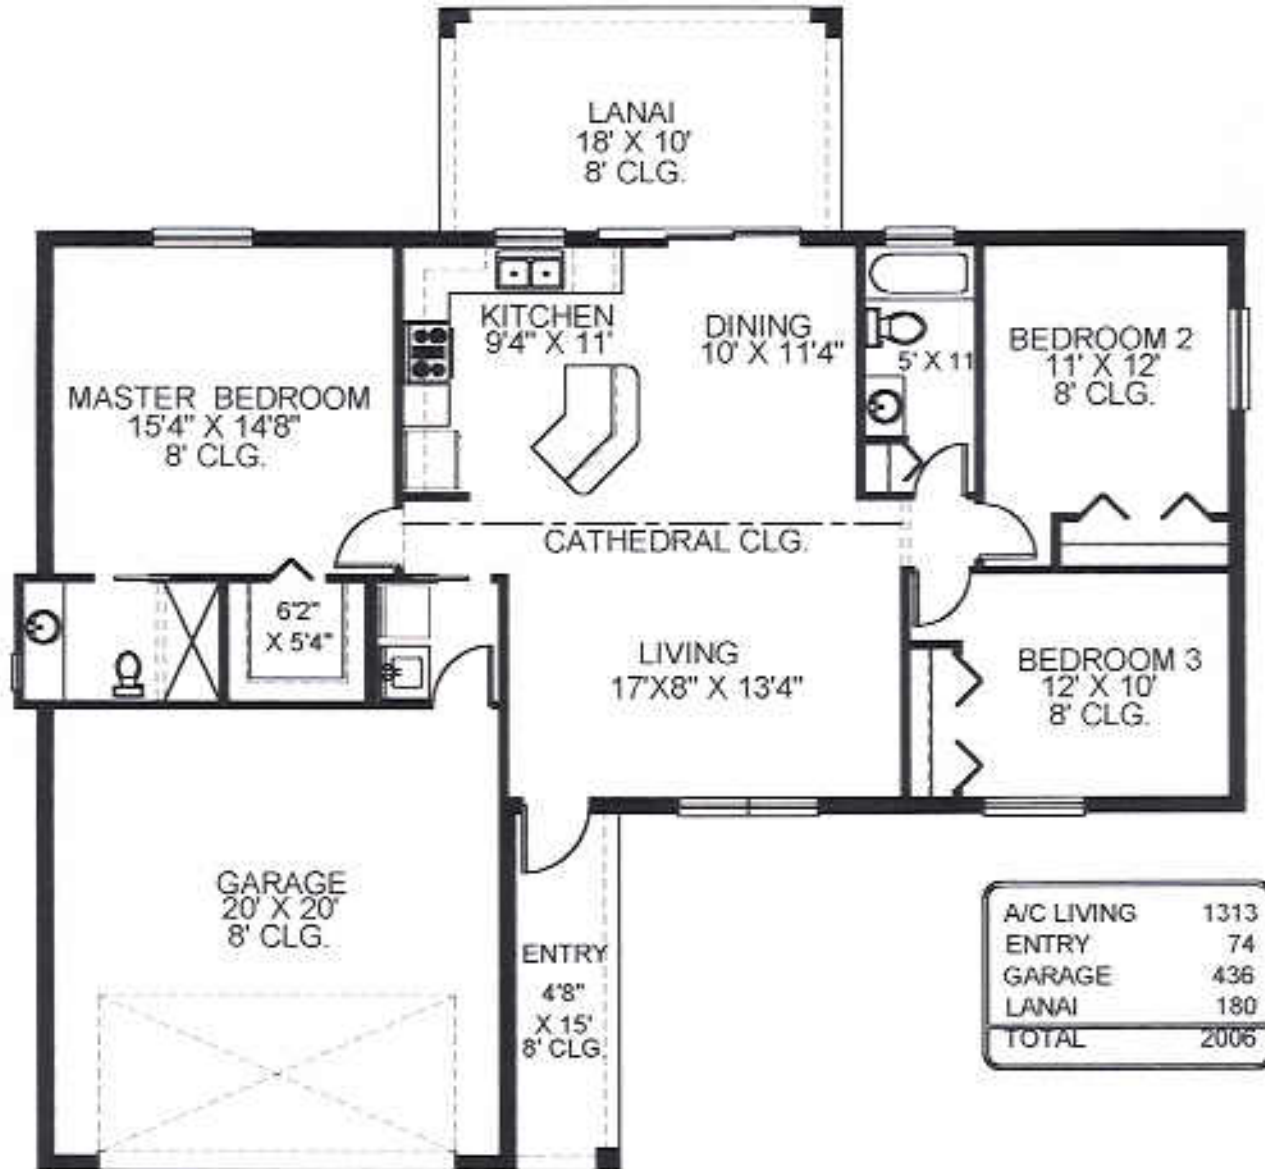 LANAI
18' X 10'
8' CLG.
KITCHEN
9'4" X 11'
DINING
10' X 11'4"
5' X 11
BEDROOM 2
11' X 12'
8' CLG.
MASTER BEDROOM
15'4" X 14'8"
8' CLG.
CATHEDRAL CLG.
6'2"
X 5'4"
LIVING
17'X8" X 13'4"
BEDROOM 3
12' X 10'
8' CLG.
GARAGE
20' X 20'
8' CLG.
ENTRY
4'8"
X 15'
8' CLG.
A/C LIVING 1313
ENTRY 74
GARAGE 436
LANAI 180
TOTAL 2006